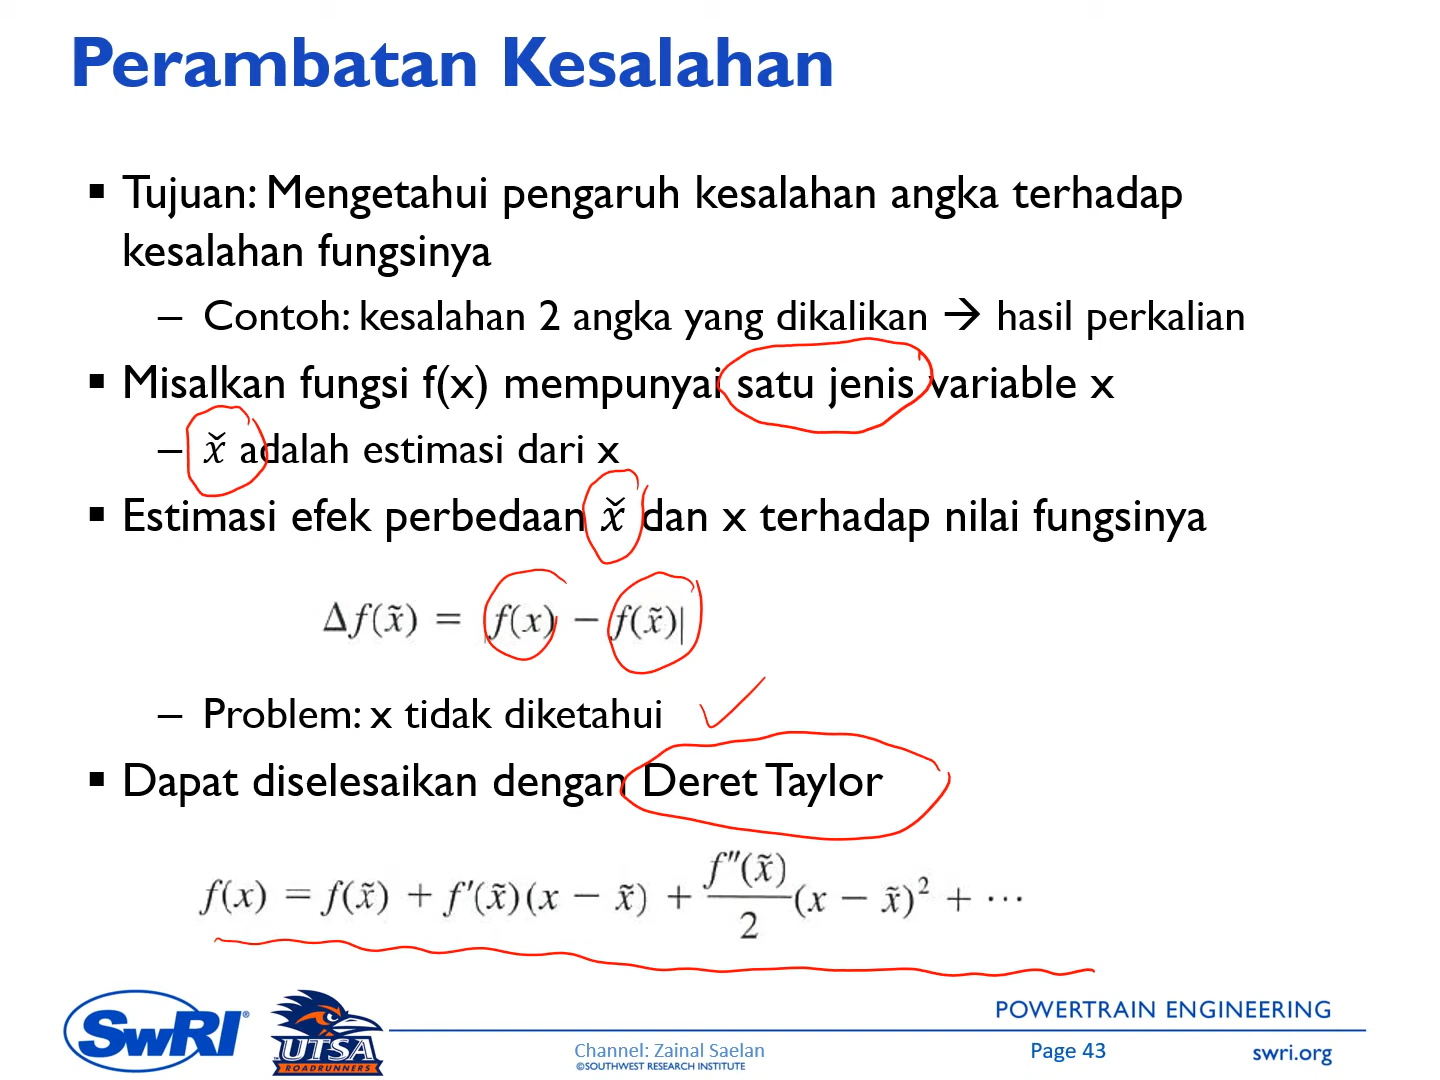 Perambatan Kesalahan
▪ Tujuan: Mengetahui pengaruh kesalahan angka terhadap
kesalahan fungsinya
– Contoh: kesalahan 2 angka yang dikalikan → hasil perkalian
▪ Misalkan fungsi f(x) mempunyai satu jenis variable x
– x̌ adalah estimasi dari x
▪ Estimasi efek perbedaan x̌ dan x terhadap nilai fungsinya
Δf(x̃) = |f(x) − f(x̃)|
– Problem: x tidak diketahui
▪ Dapat diselesaikan dengan Deret Taylor
f(x) = f(x̃) + f′(x̃)(x − x̃) + f″(x̃)/2 (x − x̃)² + ⋯
SwRI®
UTSA
ROADRUNNERS
Channel: Zainal Saelan
©SOUTHWEST RESEARCH INSTITUTE
POWERTRAIN ENGINEERING
Page 43
swri.org